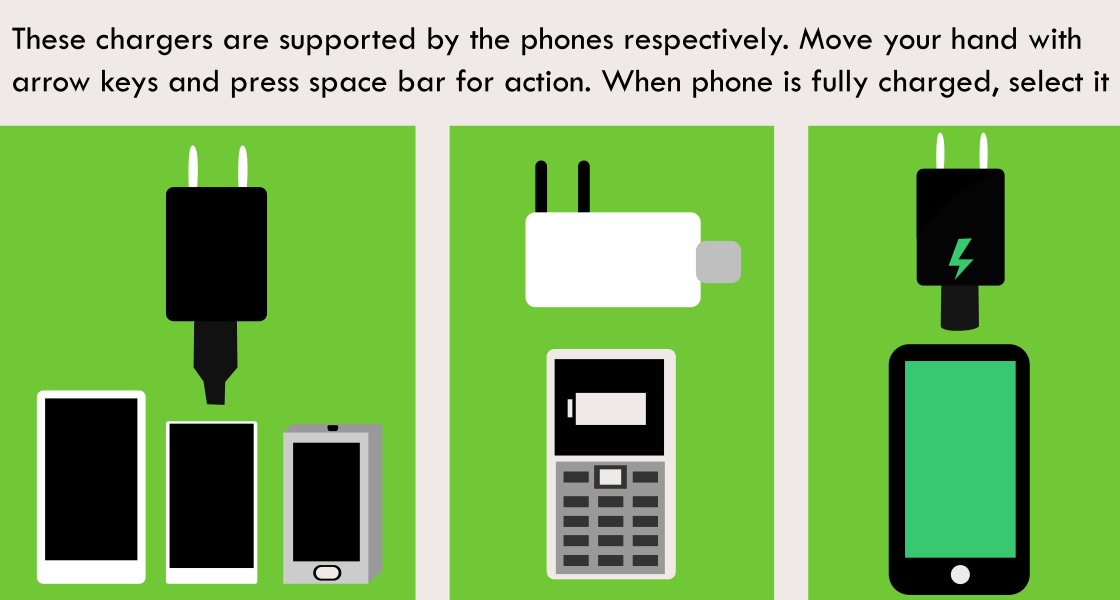 These chargers are supported by the phones respectively. Move your hand with
arrow keys and press space bar for action. When phone is fully charged, select it